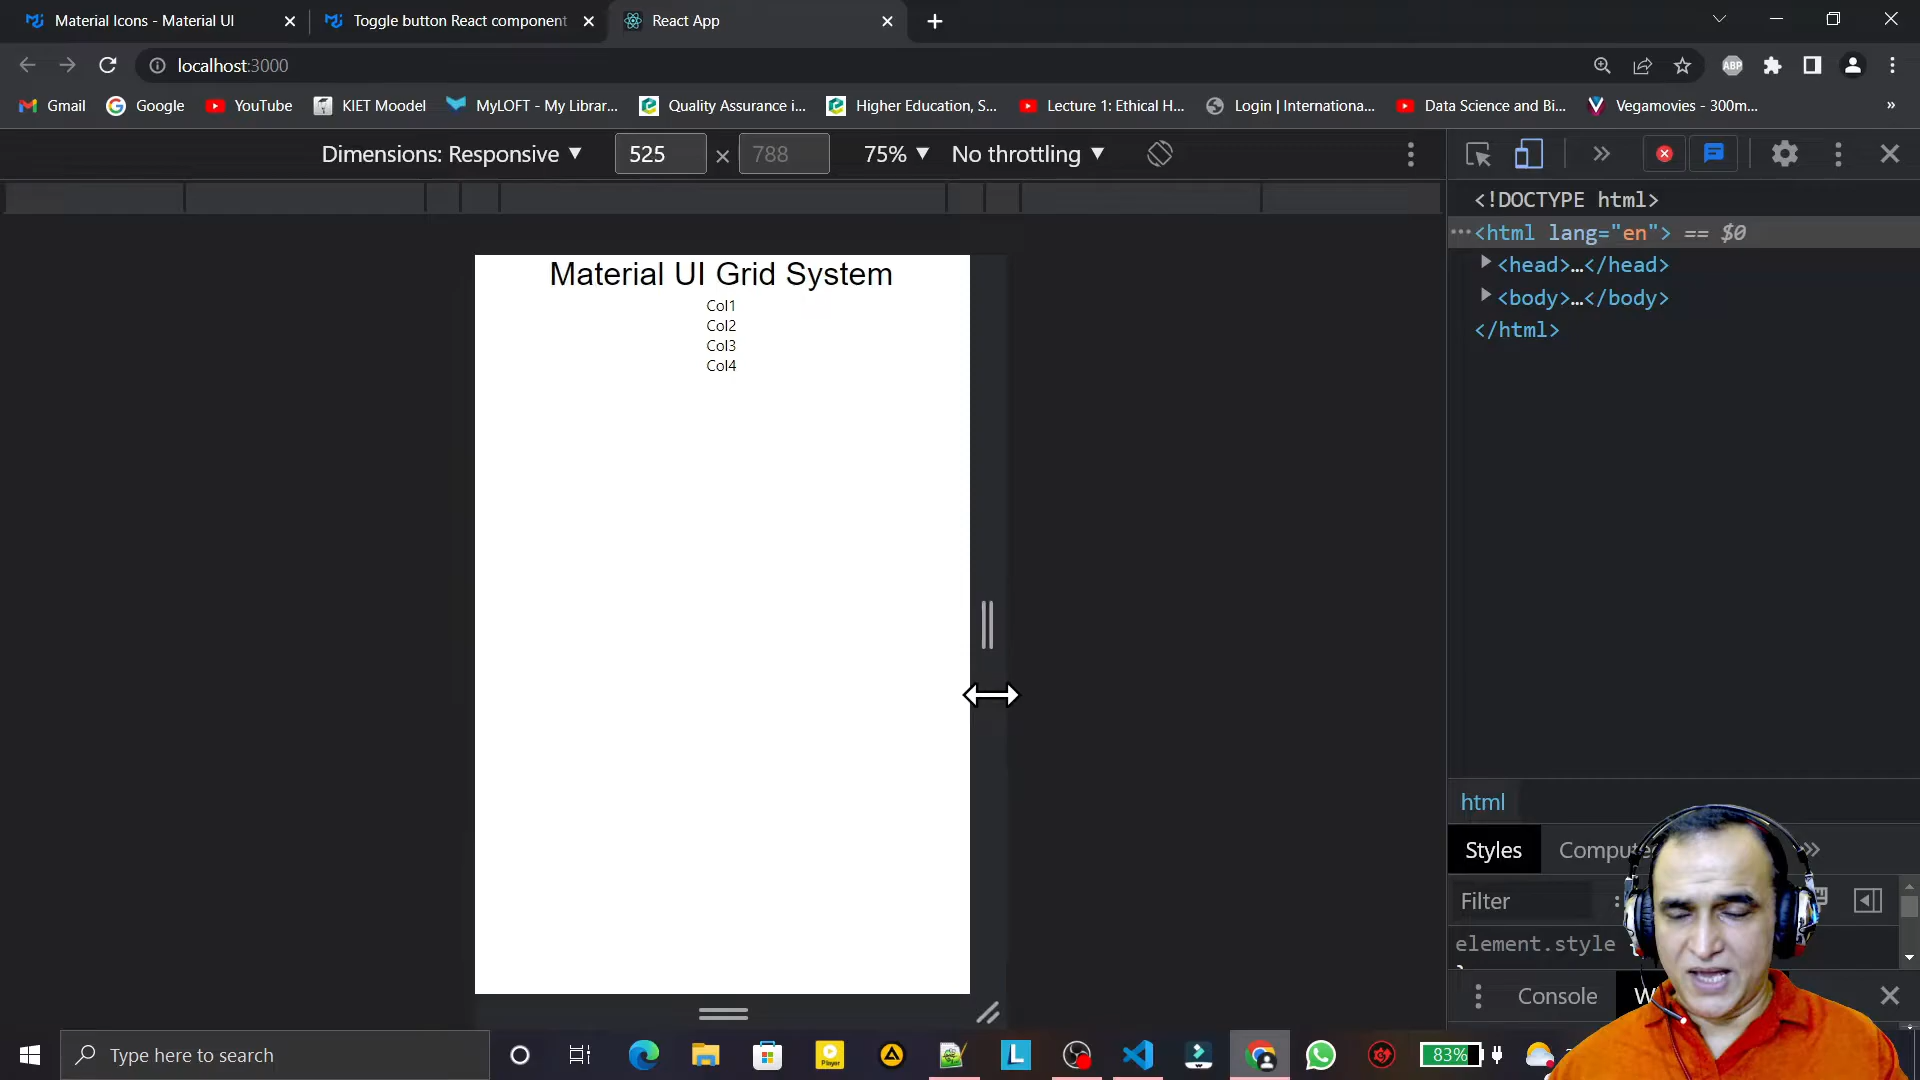 Material Icons - Material UI
Toggle button React component
React App
localhost:3000
Gmail
Google
YouTube
KIET Moodel
MyLOFT - My Librar...
Quality Assurance i...
Higher Education, S...
Lecture 1: Ethical H...
Login | Internationa...
Data Science and Bi...
Vegamovies - 300m...
»
Dimensions: Responsive
525
×
788
75%
No throttling
<!DOCTYPE html>
<html lang="en"> == $0
<head>…</head>
<body>…</body>
</html>
Material UI Grid System
Col1
Col2
Col3
Col4
html
Styles
Compute
Filter
element.style {
Console
Type here to search
83%